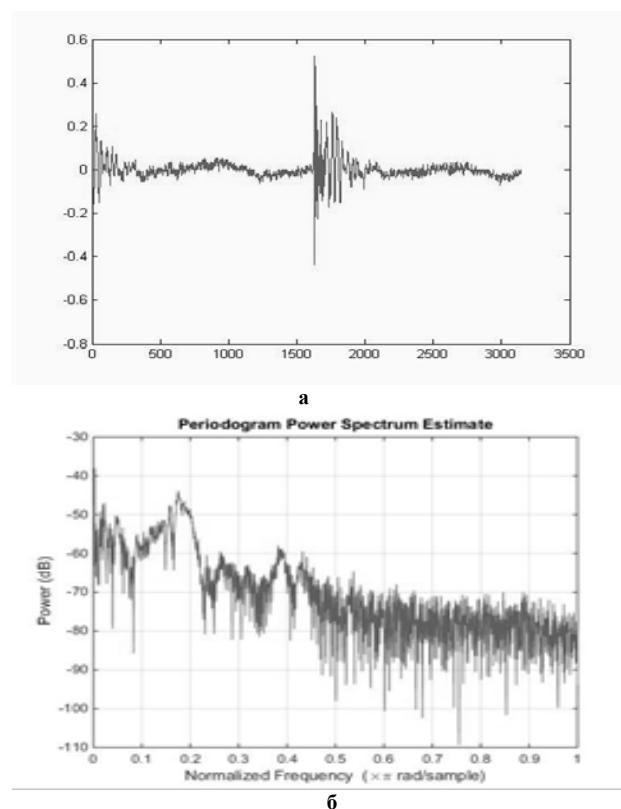 0.6
0.4
0.2
0
-0.2
-0.4
-0.6
-0.8
0 500 1000 1500 2000 2500 3000 3500
а
Periodogram Power Spectrum Estimate
-30
-40
-50
-60
-70
-80
-90
-100
-110
Power (dB)
0 0.1 0.2 0.3 0.4 0.5 0.6 0.7 0.8 0.9 1
Normalized Frequency (×π rad/sample)
б